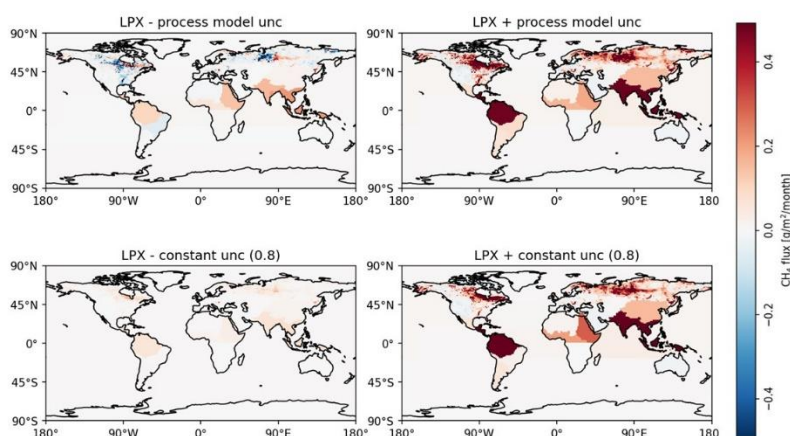 LPX - process model unc
LPX + process model unc
90°N
45°N
0°
45°S
90°S
180°
90°W
0°
90°E
180°
90°N
45°N
0°
45°S
90°S
180°
90°W
0°
90°E
180
LPX - constant unc (0.8)
LPX + constant unc (0.8)
90°N
45°N
0°
45°S
90°S
180°
90°W
0°
90°E
180°
90°N
45°N
0°
45°S
90°S
180°
90°W
0°
90°E
180
0.4
0.2
0.0
−0.2
−0.4
CH₄ flux [g/m²/month]